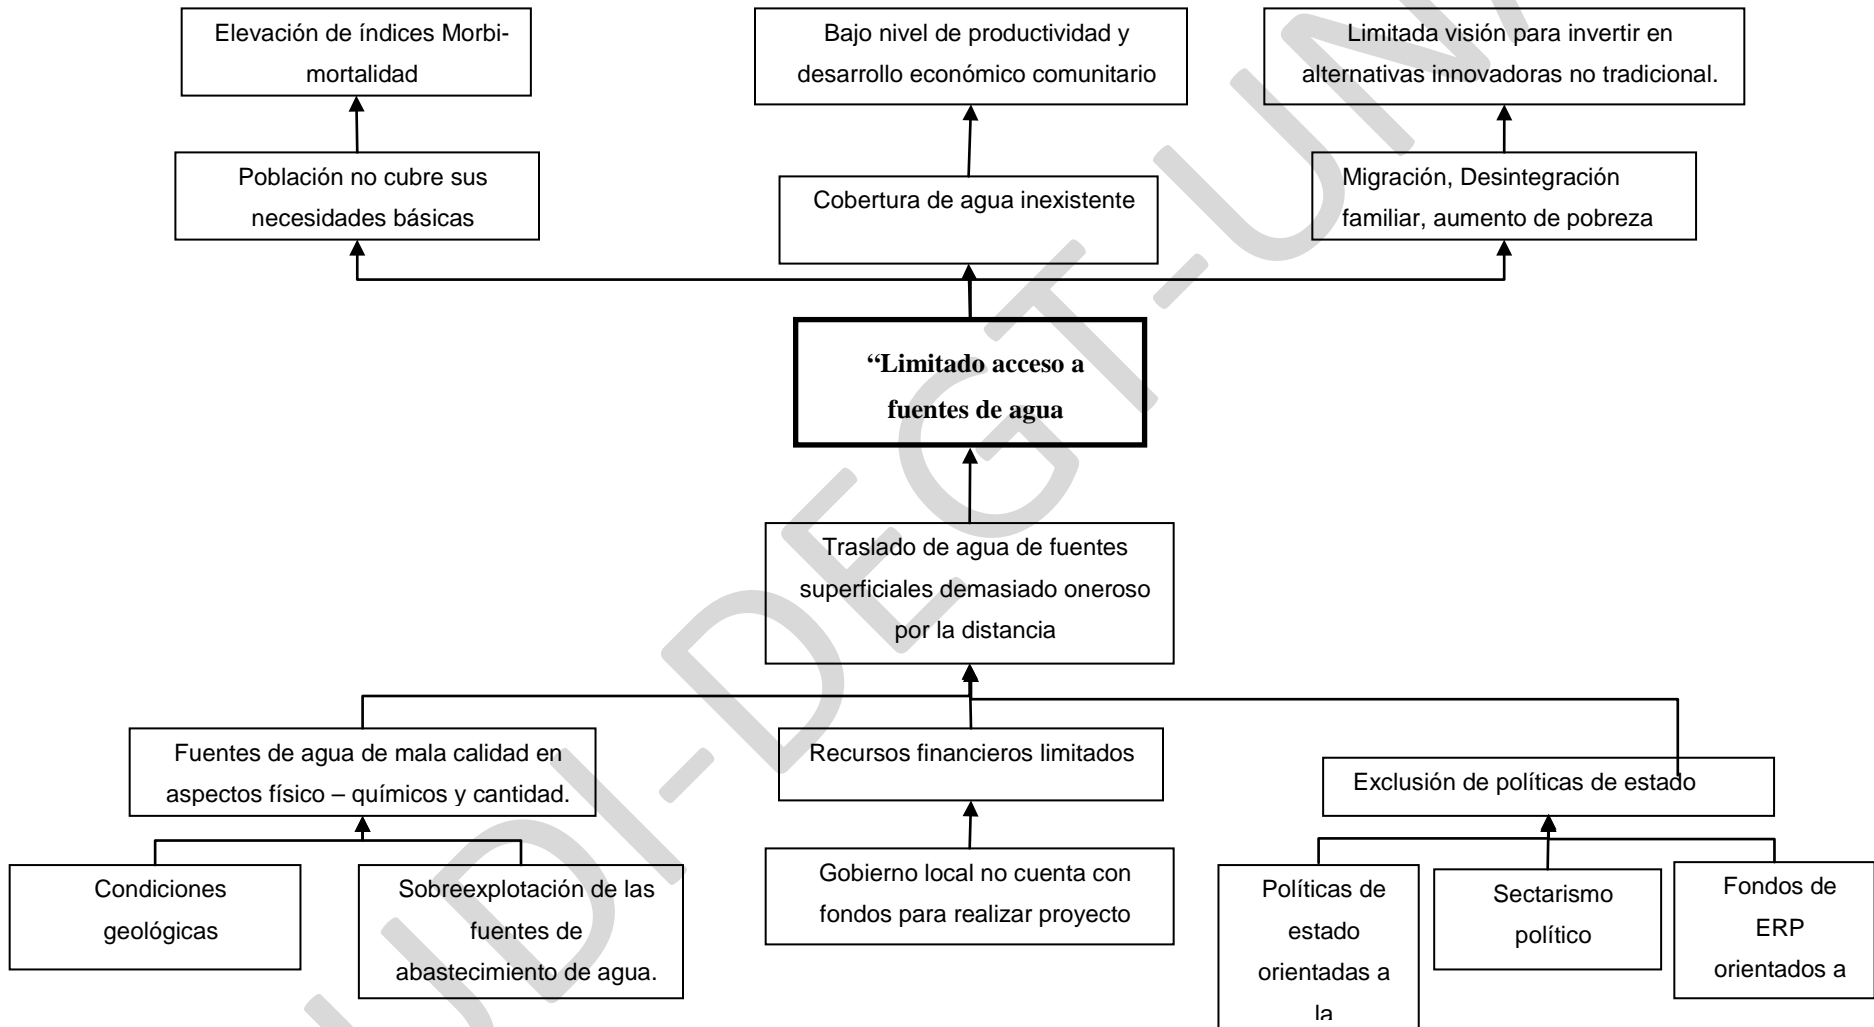 Elevación de índices Morbi-
mortalidad
Bajo nivel de productividad y
desarrollo económico comunitario
Limitada visión para invertir en
alternativas innovadoras no tradicional.
Población no cubre sus
necesidades básicas
Cobertura de agua inexistente
Migración, Desintegración
familiar, aumento de pobreza
“Limitado acceso a
fuentes de agua
Traslado de agua de fuentes
superficiales demasiado oneroso
por la distancia
Fuentes de agua de mala calidad en
aspectos físico – químicos y cantidad.
Recursos financieros limitados
Exclusión de políticas de estado
Condiciones
geológicas
Sobreexplotación de las
fuentes de
abastecimiento de agua.
Gobierno local no cuenta con
fondos para realizar proyecto
Políticas de
estado
orientadas a
la
Sectarismo
político
Fondos de
ERP
orientados a
UDI-DEGT-UNA